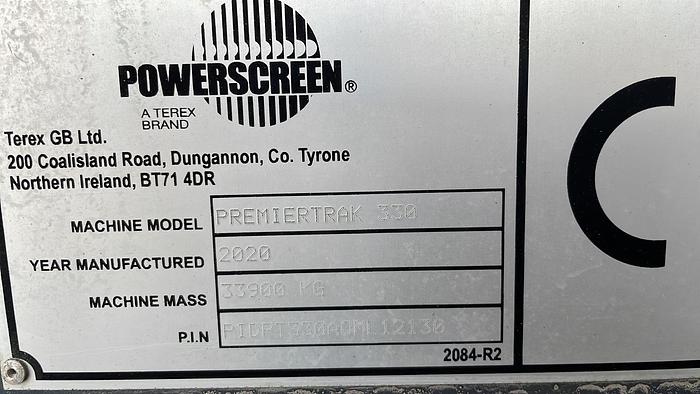 POWERSCREEN®
A TEREX
BRAND
Terex GB Ltd.
200 Coalisland Road, Dungannon, Co. Tyrone
Northern Ireland, BT71 4DR
MACHINE MODEL PREMIERTRAK 330
YEAR MANUFACTURED 2020
MACHINE MASS 33900 KG
P.I.N
2084-R2